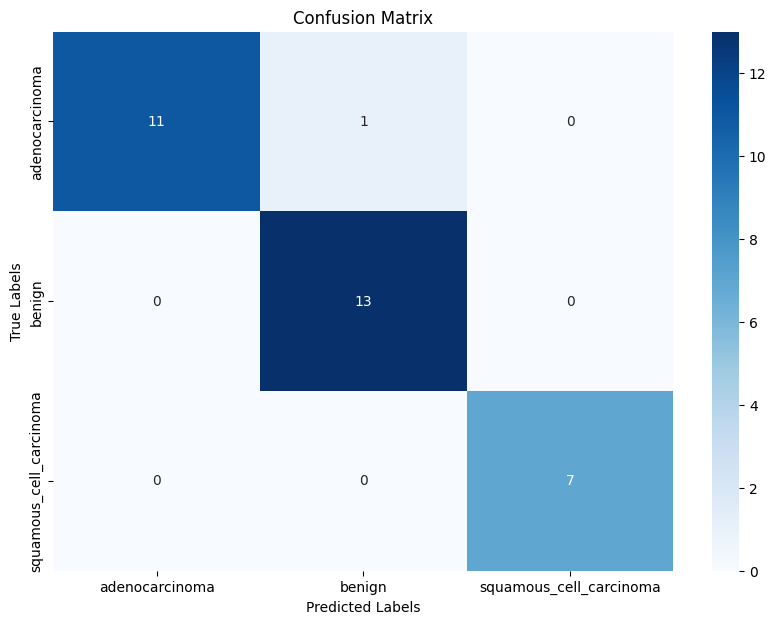 Confusion Matrix
True Labels
adenocarcinoma
11
1
0
benign
0
13
0
squamous_cell_carcinoma
0
0
7
adenocarcinoma
benign
squamous_cell_carcinoma
Predicted Labels
12
10
8
6
4
2
0